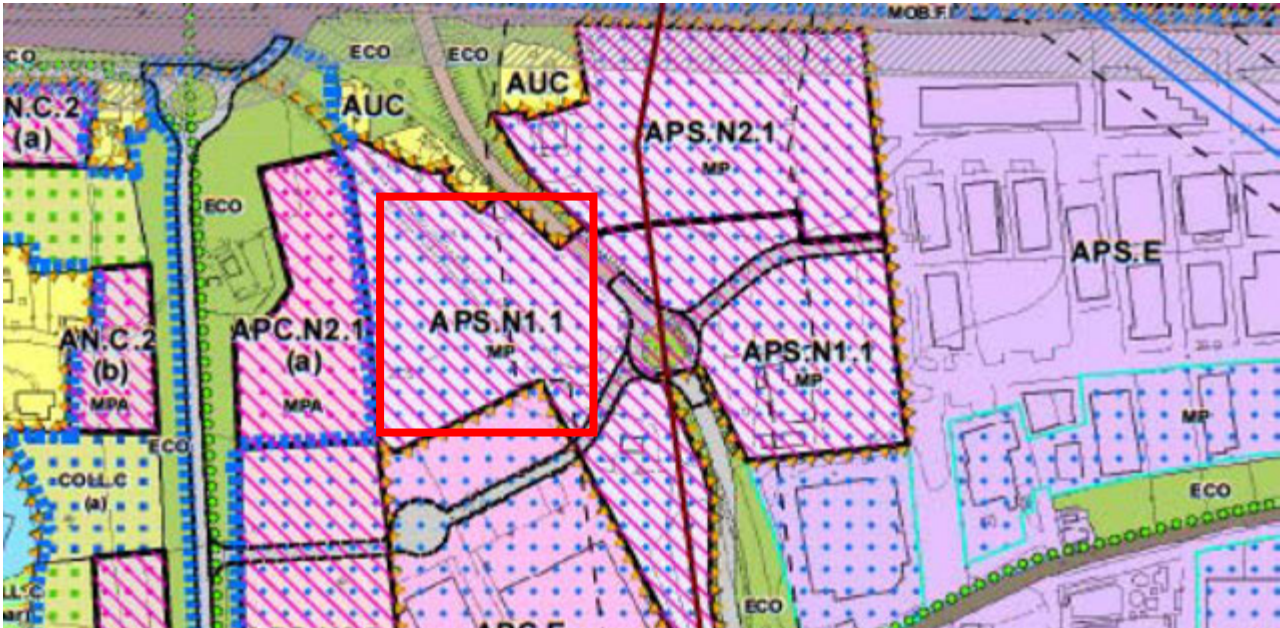 MOB.F.I
ECO
ECO
CO
AUC
AUC
N.C.2
(a)
APS.N2.1
MP
ECO
APS.E
APS.N1.1
MP
APC.N2.1
(a)
MPA
AN.C.2
(b)
MPA
APS.N1.1
MP
MP
ECO
COLL.C
(a)
ECO
ECO